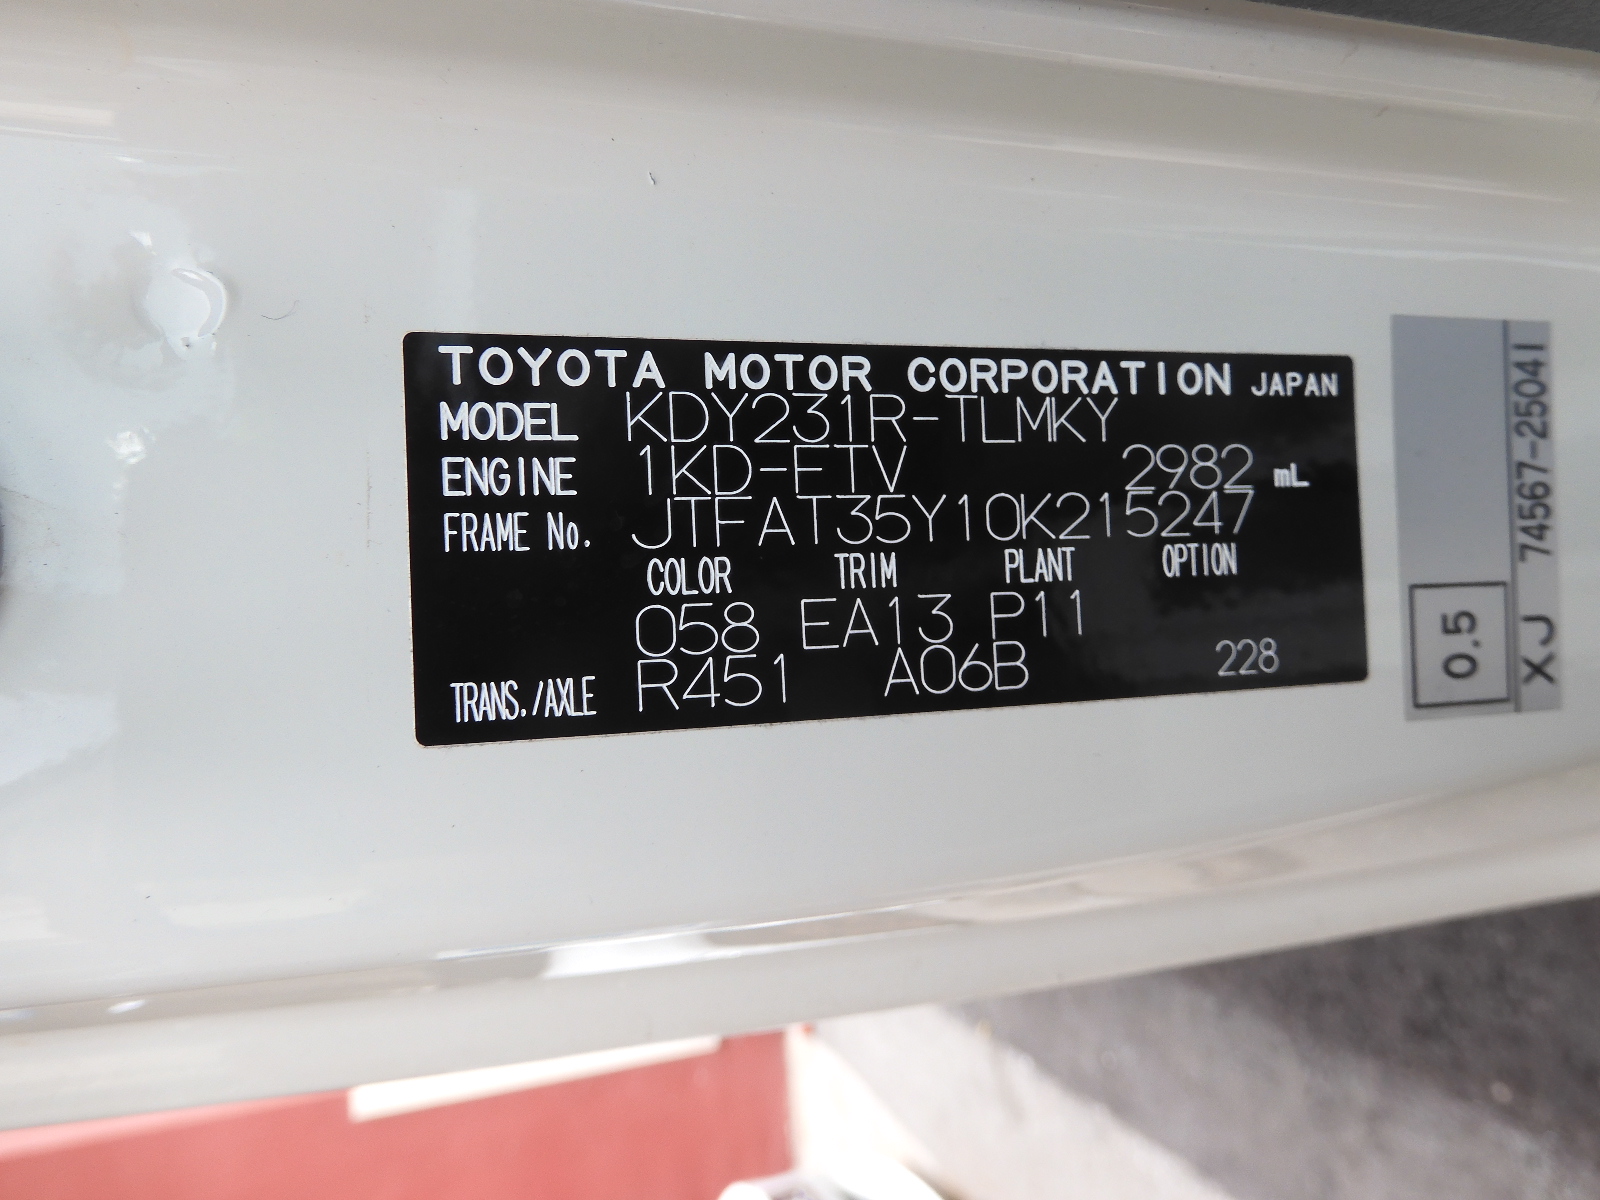 TOYOTA MOTOR CORPORATION JAPAN
MODEL KDY231R-TLMKY
ENGINE 1KD-FTV 2982 mL
FRAME No. JTFAT35Y10K215247
COLOR TRIM PLANT OPTION
058 EA13 P11
TRANS./AXLE R451 A06B 228
0.5
XJ 74567-25041